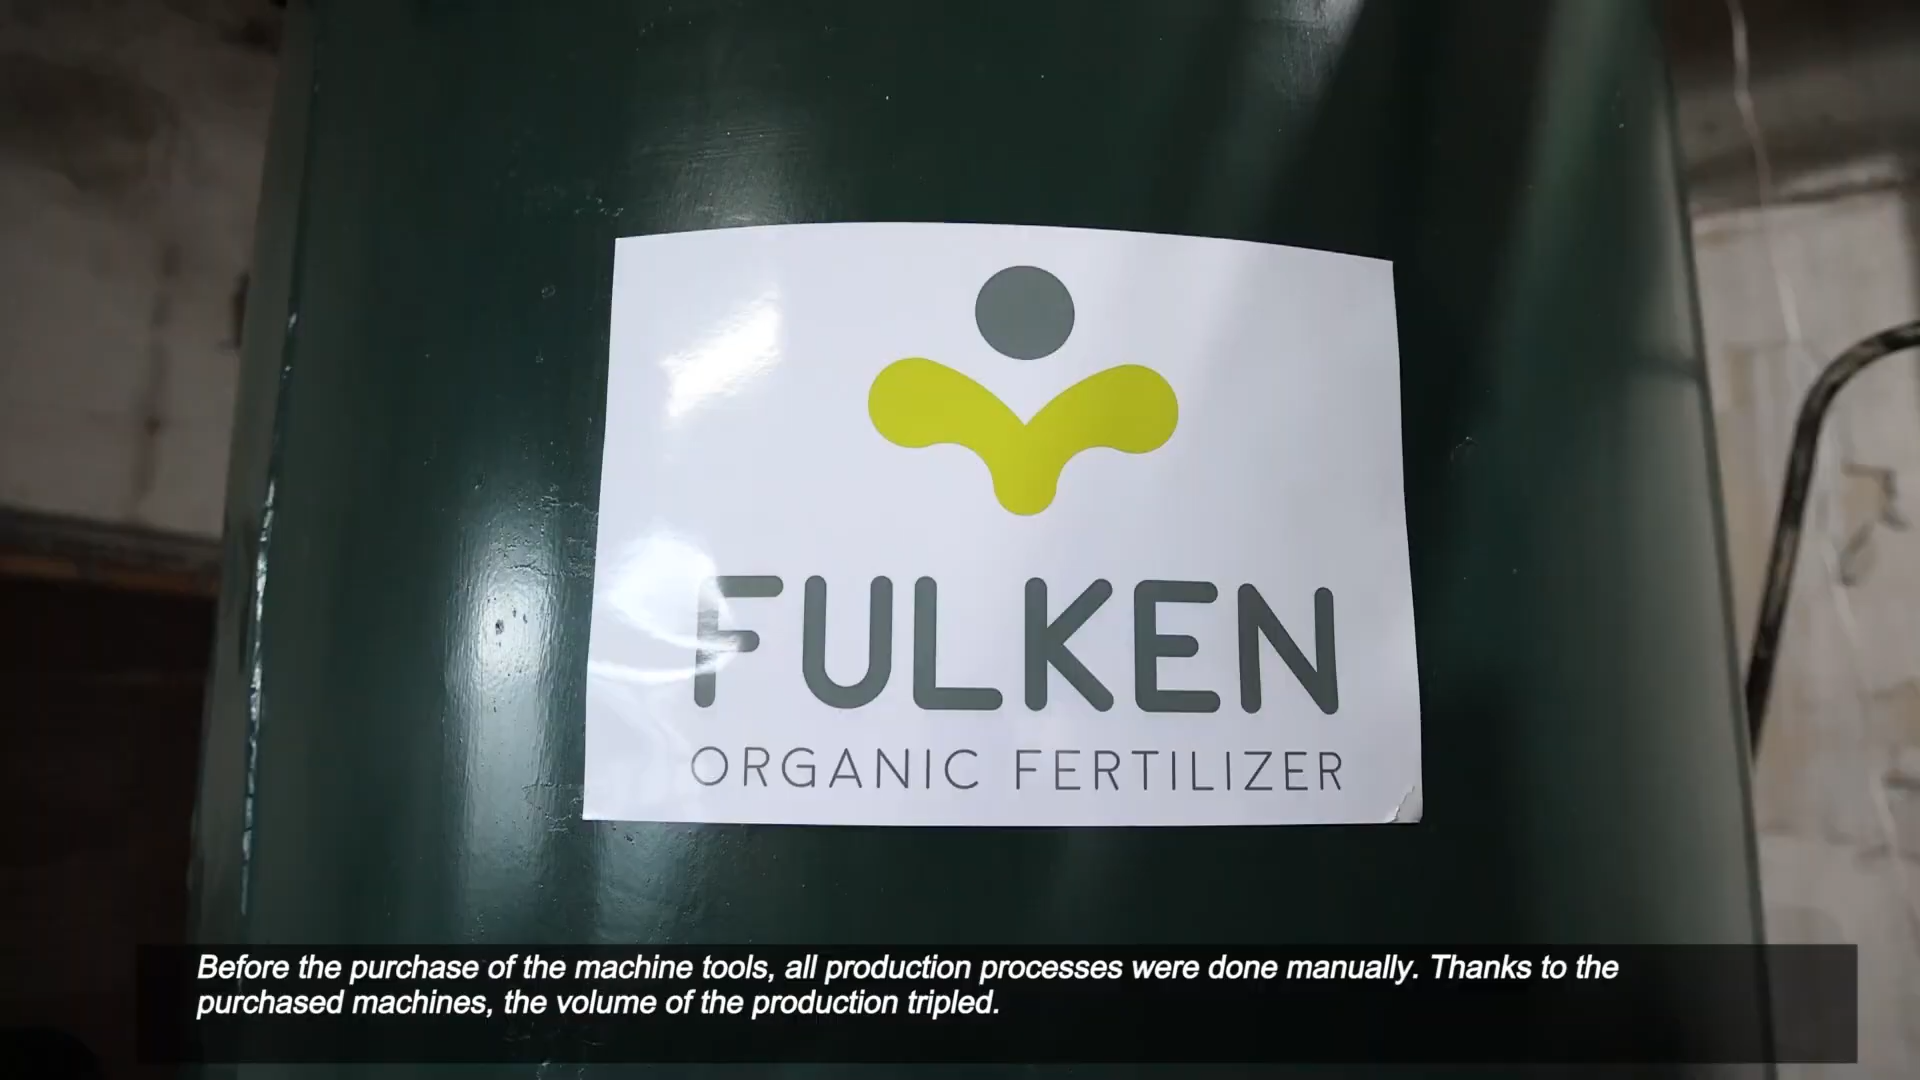 FULKEN
ORGANIC FERTILIZER
Before the purchase of the machine tools, all production processes were done manually. Thanks to the
purchased machines, the volume of the production tripled.